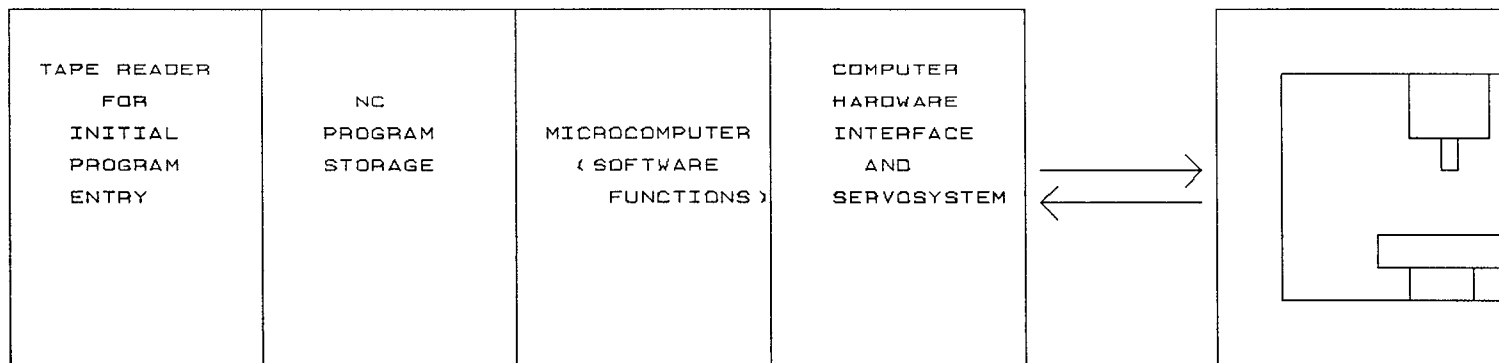 TAPE READER
FOR
INITIAL
PROGRAM
ENTRY
NC
PROGRAM
STORAGE
MICROCOMPUTER
(SOFTWARE
FUNCTIONS)
COMPUTER
HARDWARE
INTERFACE
AND
SERVOSYSTEM